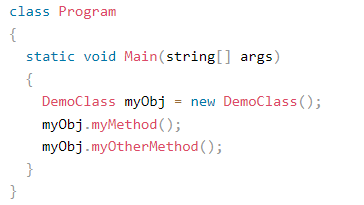 class Program
{
  static void Main(string[] args)
  {
    DemoClass myObj = new DemoClass();
    myObj.myMethod();
    myObj.myOtherMethod();
  }
}